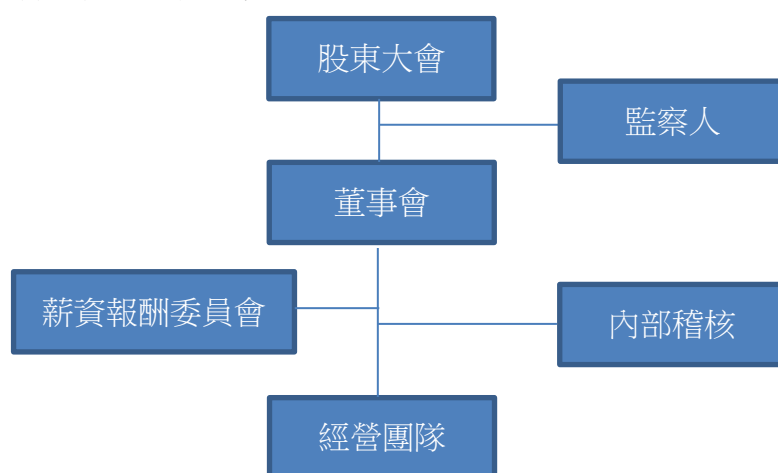 股東大會
監察人
董事會
薪資報酬委員會
內部稽核
經營團隊